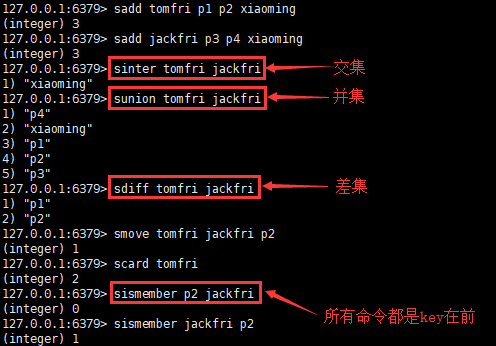 127.0.0.1:6379> sadd tomfri p1 p2 xiaoming
(integer) 3
127.0.0.1:6379> sadd jackfri p3 p4 xiaoming
(integer) 3
127.0.0.1:6379> sinter tomfri jackfri 交集
1) "xiaoming"
127.0.0.1:6379> sunion tomfri jackfri 并集
1) "p4"
2) "xiaoming"
3) "p1"
4) "p2"
5) "p3"
127.0.0.1:6379> sdiff tomfri jackfri 差集
1) "p1"
2) "p2"
127.0.0.1:6379> smove tomfri jackfri p2
(integer) 1
127.0.0.1:6379> scard tomfri
(integer) 2
127.0.0.1:6379> sismember p2 jackfri
(integer) 0 所有命令都是key在前
127.0.0.1:6379> sismember jackfri p2
(integer) 1